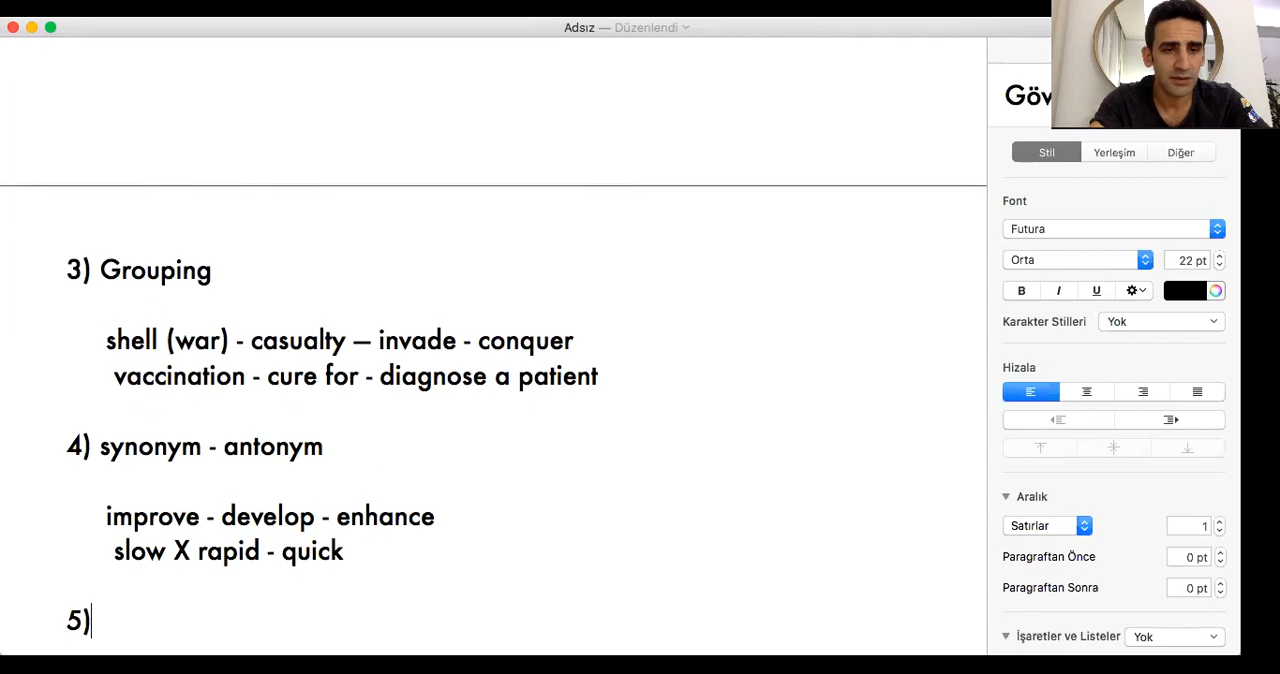 Adsız — Düzenlendi
Stil
Yerleşim
Diğer
Font
Futura
Orta
22 pt
B
I
U
Karakter Stilleri
Yok
Hizala
Aralık
Satırlar
1
Paragraftan Önce
0 pt
Paragraftan Sonra
0 pt
İşaretler ve Listeler
Yok
3) Grouping
shell (war) - casualty — invade - conquer
vaccination - cure for - diagnose a patient
4) synonym - antonym
improve - develop - enhance
slow X rapid - quick
5)